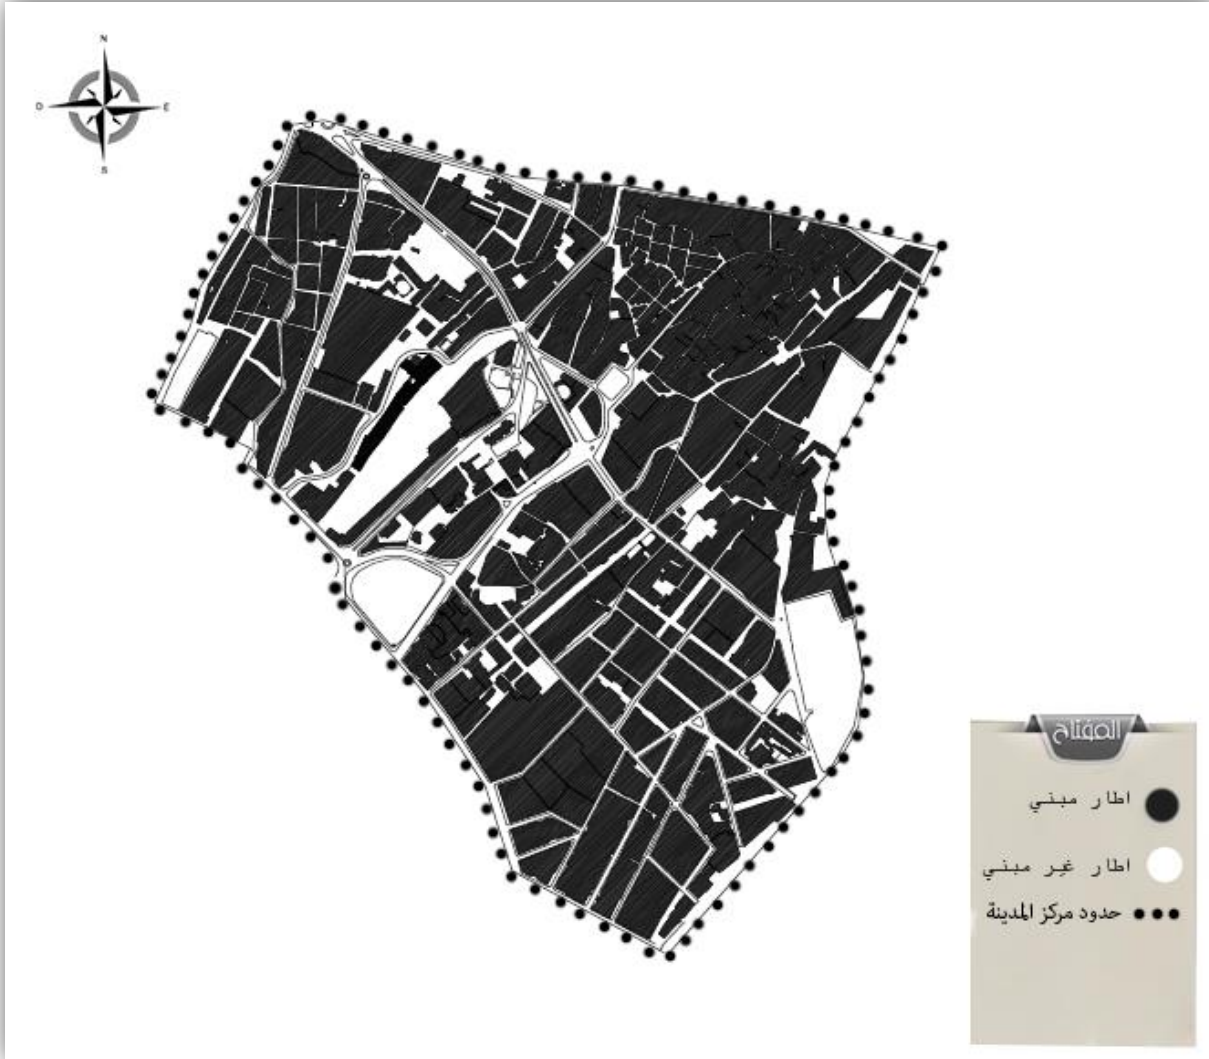 N
O E
S
المفتاح
اطار مبني
اطار غير مبني
حدود مركز المدينة